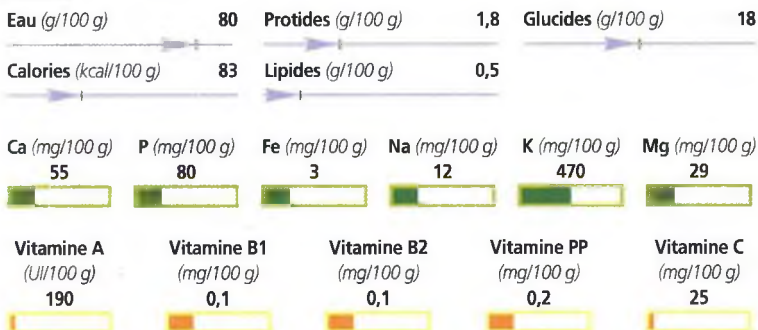 Eau (g/100 g) 80 Protides (g/100 g) 1,8 Glucides (g/100 g) 18
Calories (kcal/100 g) 83 Lipides (g/100 g) 0,5
Ca (mg/100 g) P (mg/100 g) Fe (mg/100 g) Na (mg/100 g) K (mg/100 g) Mg (mg/100 g)
55 80 3 12 470 29
Vitamine A Vitamine B1 Vitamine B2 Vitamine PP Vitamine C
(UI/100 g) (mg/100 g) (mg/100 g) (mg/100 g) (mg/100 g)
190 0,1 0,1 0,2 25